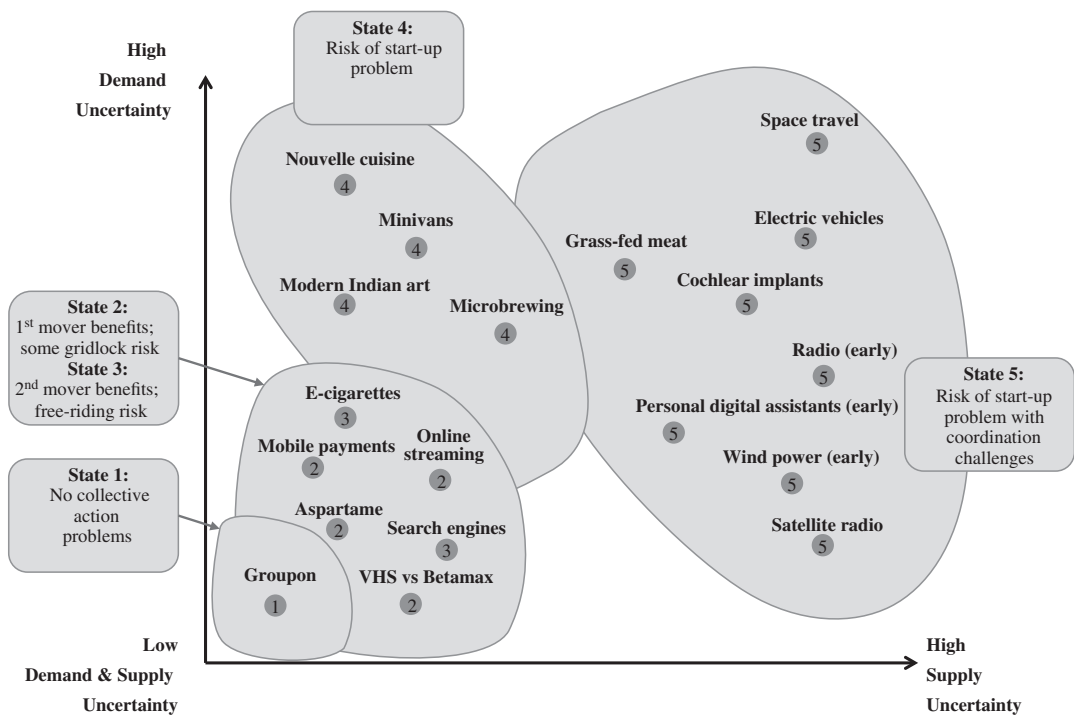 State 4:
Risk of start-up
problem
High
Demand
Uncertainty
Space travel
5
Nouvelle cuisine
4
Minivans
4
Electric vehicles
5
Grass-fed meat
5
Cochlear implants
5
Modern Indian art
4
Microbrewing
4
State 2:
1st mover benefits;
some gridlock risk
State 3:
2nd mover benefits;
free-riding risk
Radio (early)
5
State 5:
Risk of start-up
problem with
coordination
challenges
E-cigarettes
3
Personal digital assistants (early)
5
Mobile payments
2
Online
streaming
2
Wind power (early)
5
State 1:
No collective
action
problems
Aspartame
2
Search engines
3
Satellite radio
5
Groupon
1
VHS vs Betamax
2
Low
Demand & Supply
Uncertainty
High
Supply
Uncertainty